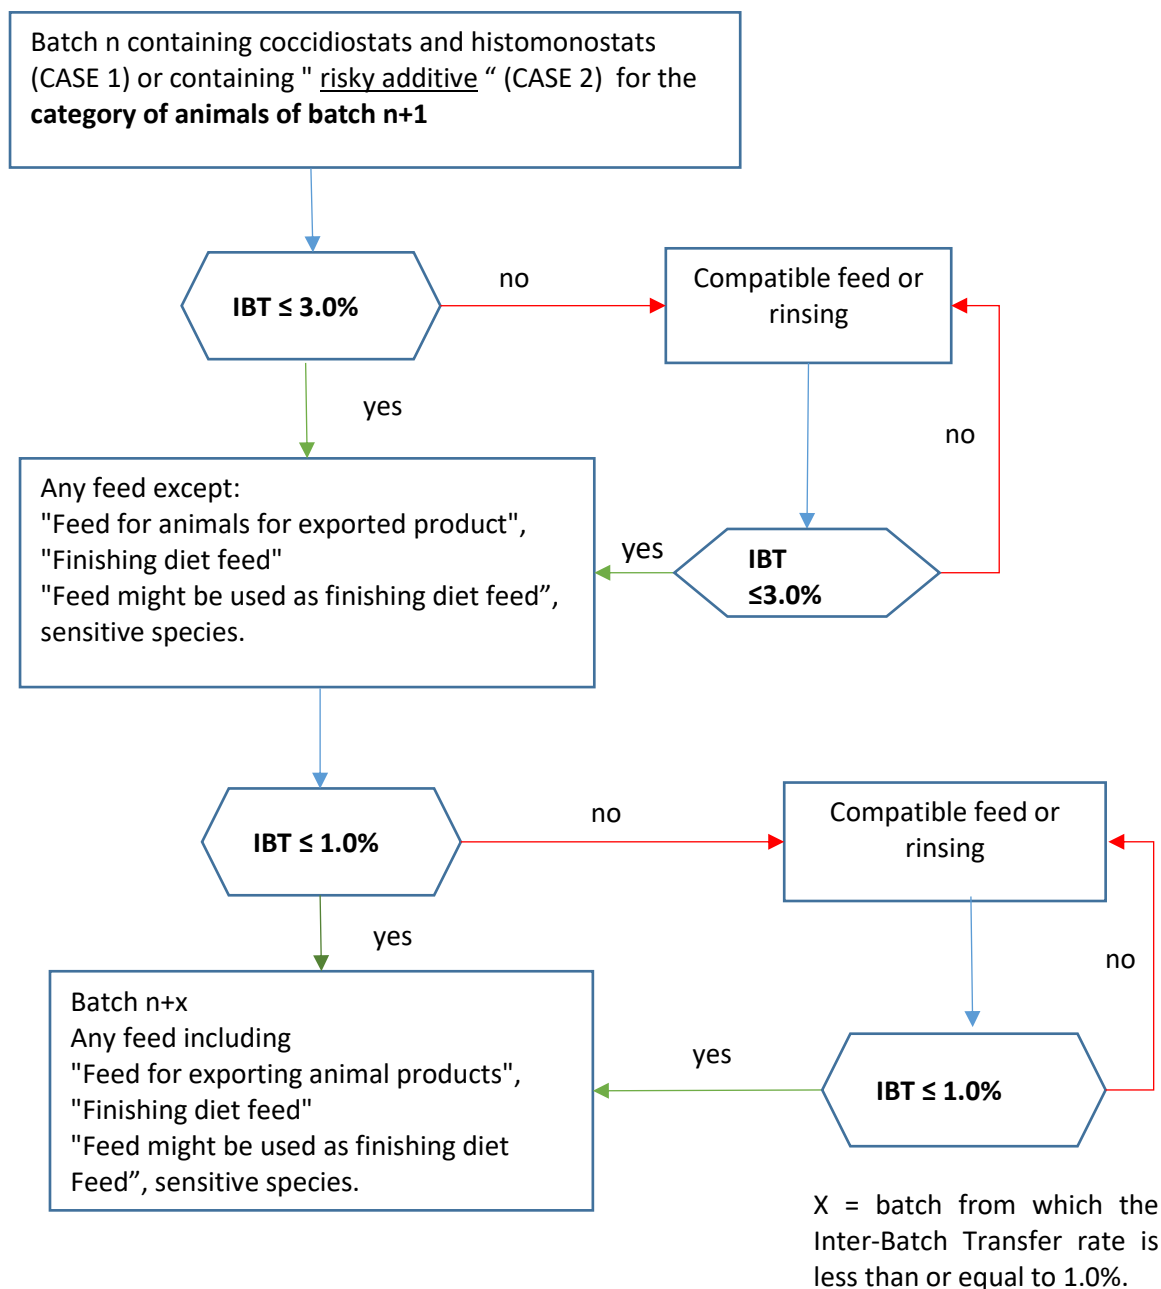 Batch n containing coccidiostats and histomonostats
(CASE 1) or containing " risky additive “ (CASE 2)  for the
category of animals of batch n+1
IBT ≤ 3.0%
no
Compatible feed or
rinsing
yes
no
Any feed except:
"Feed for animals for exported product",
"Finishing diet feed"
"Feed might be used as finishing diet feed”,
sensitive species.
yes
IBT
≤3.0%
IBT ≤ 1.0%
no
Compatible feed or
rinsing
yes
no
Batch n+x
Any feed including
"Feed for exporting animal products",
"Finishing diet feed"
"Feed might be used as finishing diet
Feed”, sensitive species.
yes
IBT ≤ 1.0%
X = batch from which the
Inter-Batch Transfer rate is
less than or equal to 1.0%.